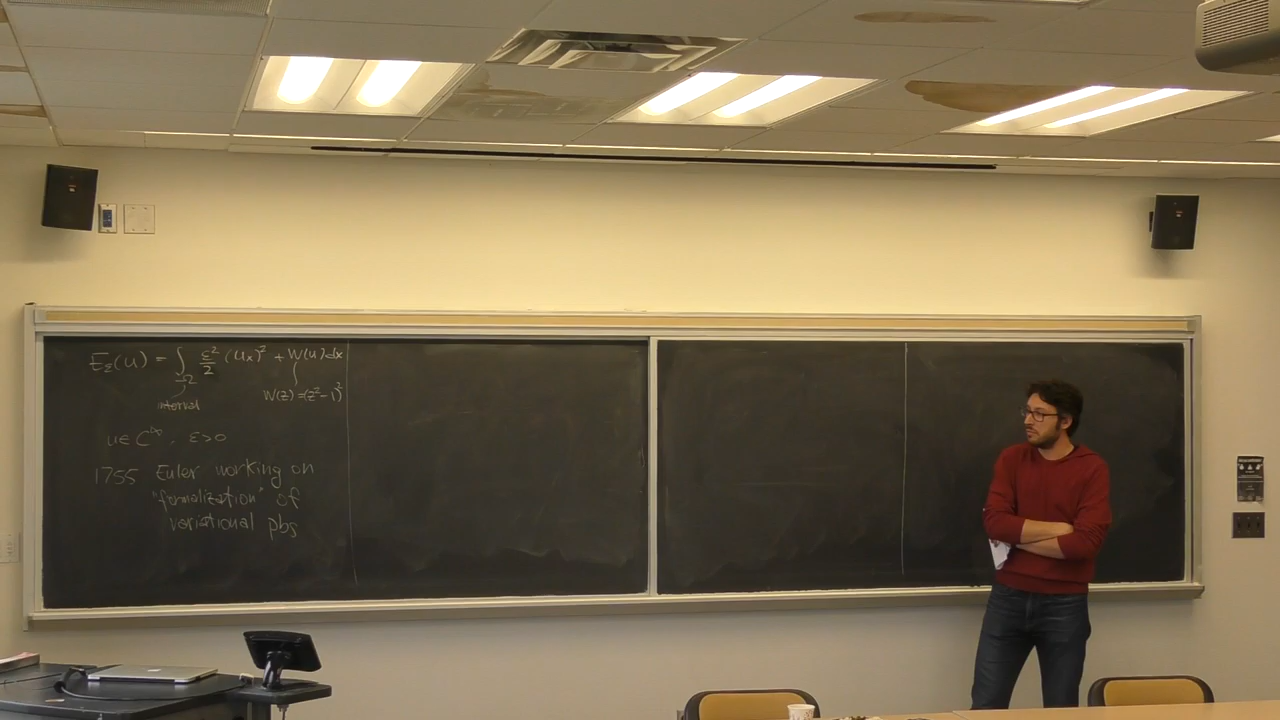 E_ε(u) = ∫_Ω ε²/2 (u_x)² + W(u) dx
interval
W(z) = (z² - 1)²
u ∈ C^∞, ε > 0
1755 Euler working on
"formalization" of
variational pbs